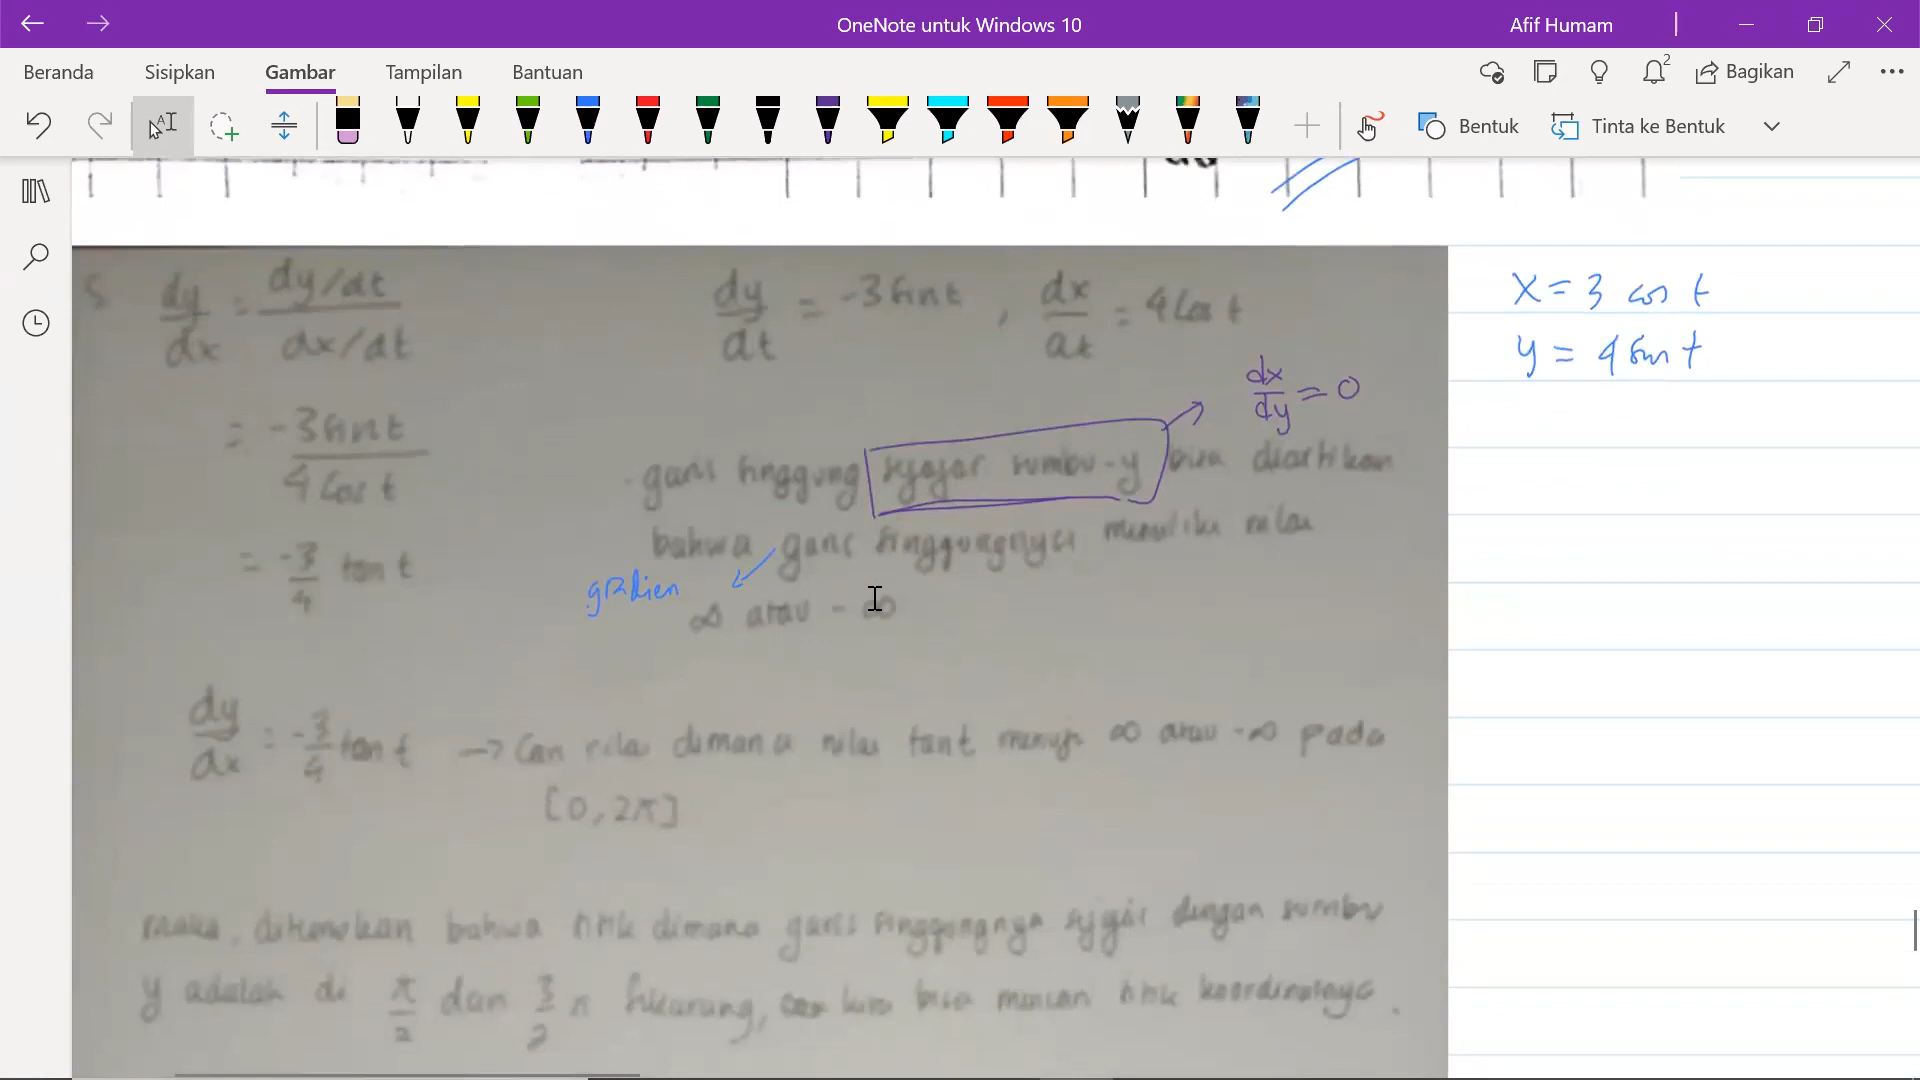 OneNote untuk Windows 10
Afif Humam
Beranda Sisipkan Gambar Tampilan Bantuan
2
Bagikan
Bentuk
Tinta ke Bentuk
5 dy/dx = (dy/dt)/(dx/dt)
dy/dt = -3 sin t , dx/dt = 4 cos t
x = 3 cos t
y = 4 sin t
dx/dy = 0
= -3 sin t / 4 cos t
garis singgung sejajar sumbu-y bisa diartikan
bahwa garis singgungnya memiliki nilai
gradien
= -3/4 tan t
∞ atau -∞
dy/dx = -3/4 tan t → Cari nilai dimana nilai tan t menuju ∞ atau -∞ pada
[0, 2π]
maka, ditemukan bahwa titik dimana garis singgungnya sejajar dengan sumbu
y adalah di π/2 dan 3/2 π sekarang, kita bisa mencari titik koordinatnya.